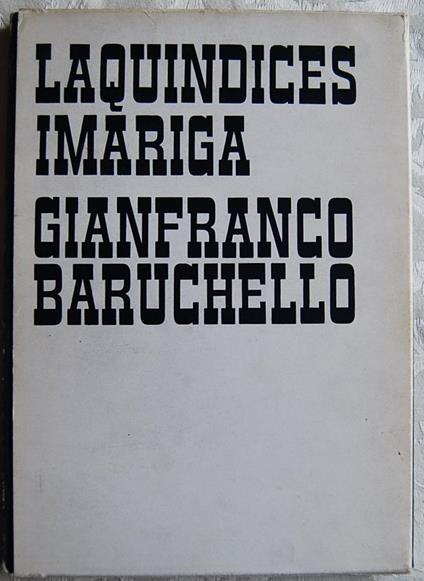 LAQUINDICES
IMARIGA
GIANFRANCO
BARUCHELLO